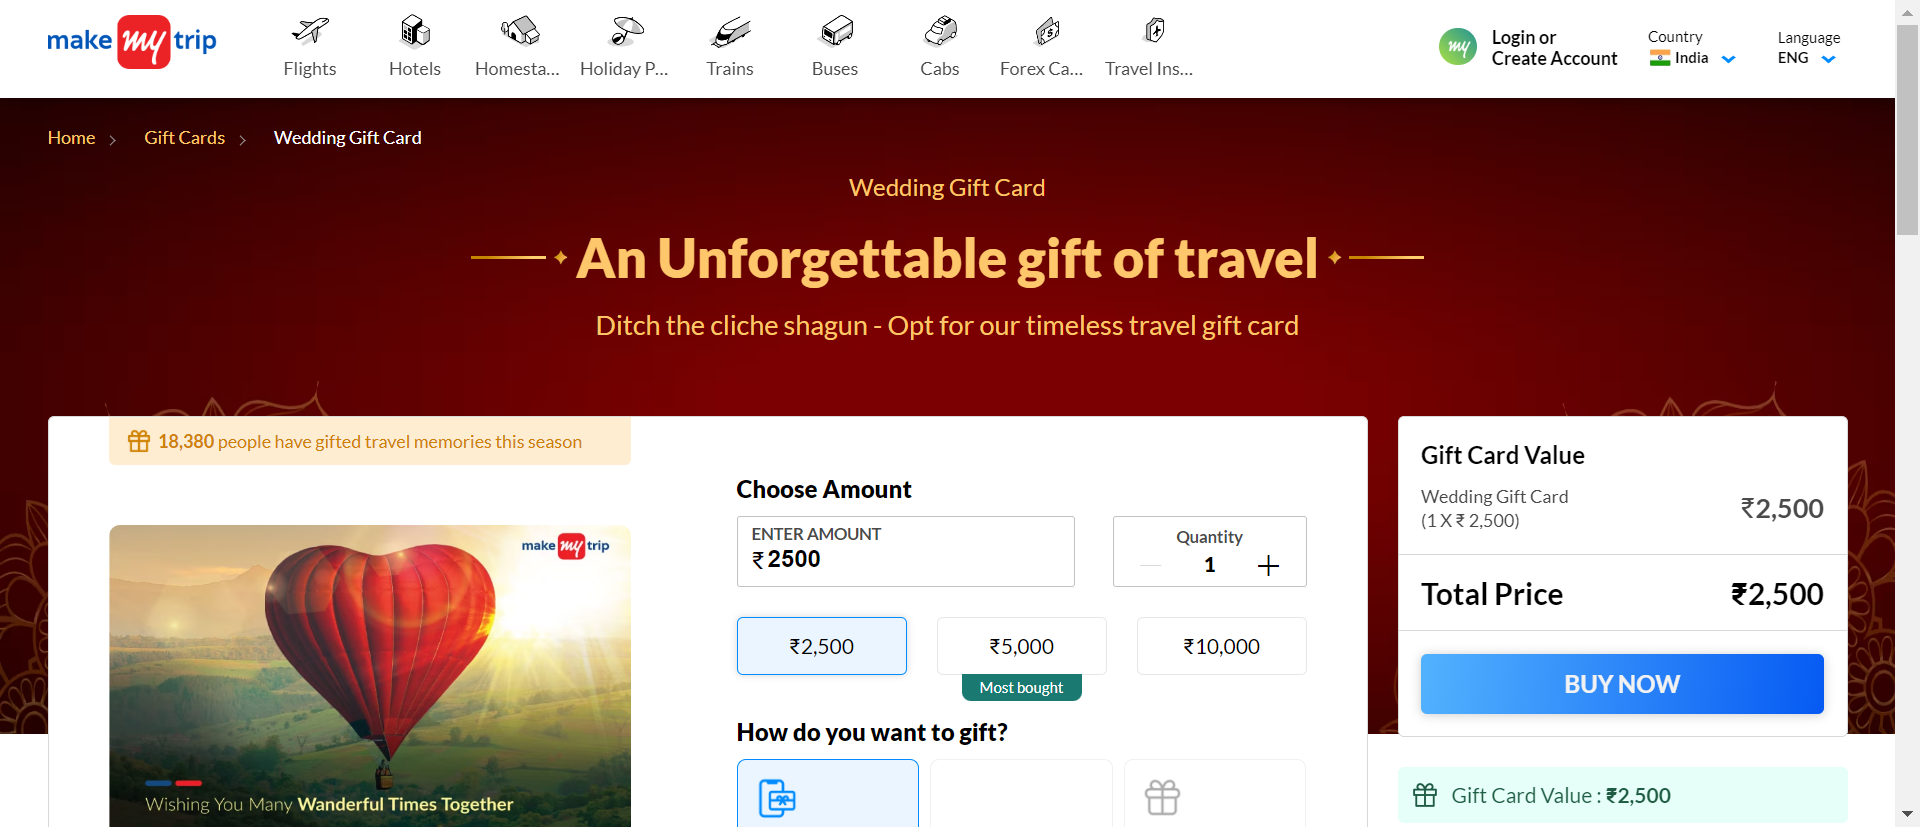 make my trip
Flights
Hotels
Homesta...
Holiday P...
Trains
Buses
Cabs
Forex Ca...
Travel Ins...
my
Login or
Create Account
Country
India
Language
ENG
Home
Gift Cards
Wedding Gift Card
Wedding Gift Card
An Unforgettable gift of travel
Ditch the cliche shagun - Opt for our timeless travel gift card
18,380 people have gifted travel memories this season
make my trip
Wishing You Many Wanderful Times Together
Choose Amount
ENTER AMOUNT
₹ 2500
Quantity
1
₹2,500
₹5,000
₹10,000
Most bought
How do you want to gift?
Gift Card Value
Wedding Gift Card
(1 X ₹ 2,500)
₹2,500
Total Price
₹2,500
BUY NOW
Gift Card Value : ₹2,500